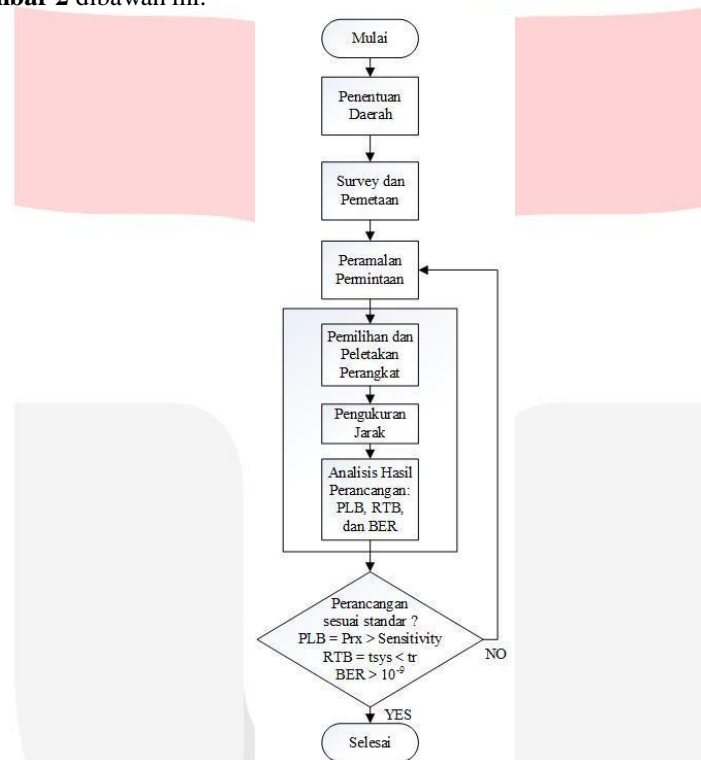 bar 2 dibawah ini.
Mulai
Penentuan
Daerah
Survey dan
Pemetaan
Peramalan
Permintaan
Pemilihan dan
Peletakan
Perangkat
Pengukuran
Jarak
Analisis Hasil
Perancangan:
PLB, RTB,
dan BER
Perancangan
sesuai standar ?
PLB = Prx > Sensitivity
RTB = tsys < tr
BER > 10⁻⁹
NO
YES
Selesai